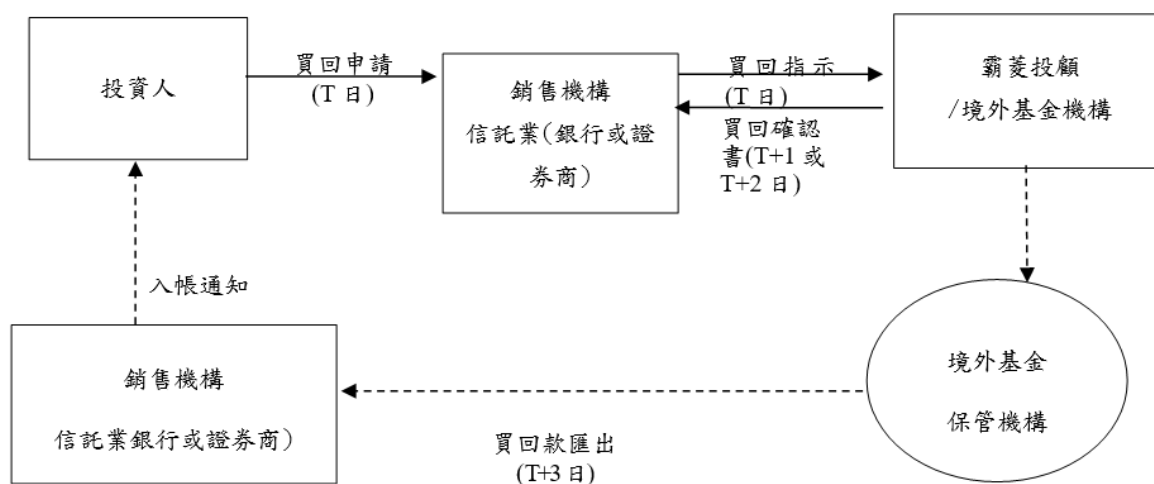 投資人
買回申請
(T 日)
銷售機構
信託業(銀行或證
券商)
買回指示
(T 日)
買回確認
書(T+1 或
T+2 日)
霸菱投顧
/境外基金機構
入帳通知
銷售機構
信託業銀行或證券商)
買回款匯出
(T+3 日)
境外基金
保管機構